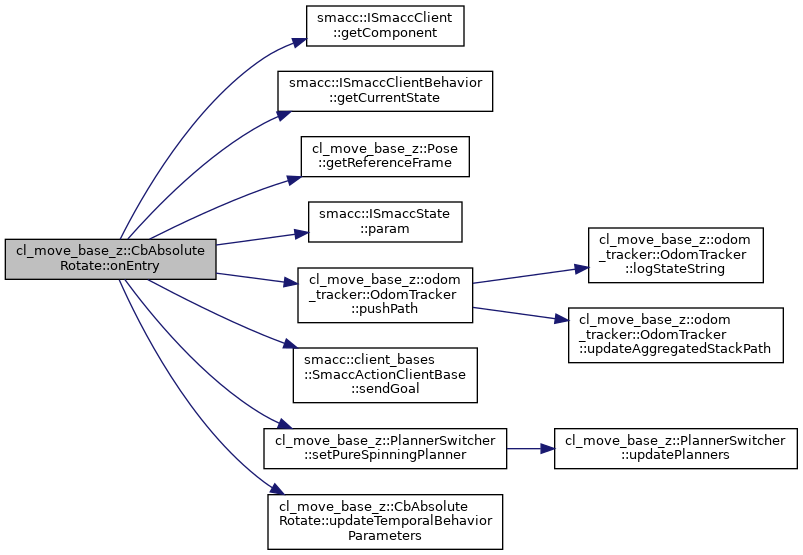 cl_move_base_z::CbAbsolute
Rotate::onEntry
smacc::ISmaccClient
::getComponent
smacc::ISmaccClientBehavior
::getCurrentState
cl_move_base_z::Pose
::getReferenceFrame
smacc::ISmaccState
::param
cl_move_base_z::odom
_tracker::OdomTracker
::pushPath
cl_move_base_z::odom
_tracker::OdomTracker
::logStateString
cl_move_base_z::odom
_tracker::OdomTracker
::updateAggregatedStackPath
smacc::client_bases
::SmaccActionClientBase
::sendGoal
cl_move_base_z::PlannerSwitcher
::setPureSpinningPlanner
cl_move_base_z::PlannerSwitcher
::updatePlanners
cl_move_base_z::CbAbsolute
Rotate::updateTemporalBehavior
Parameters